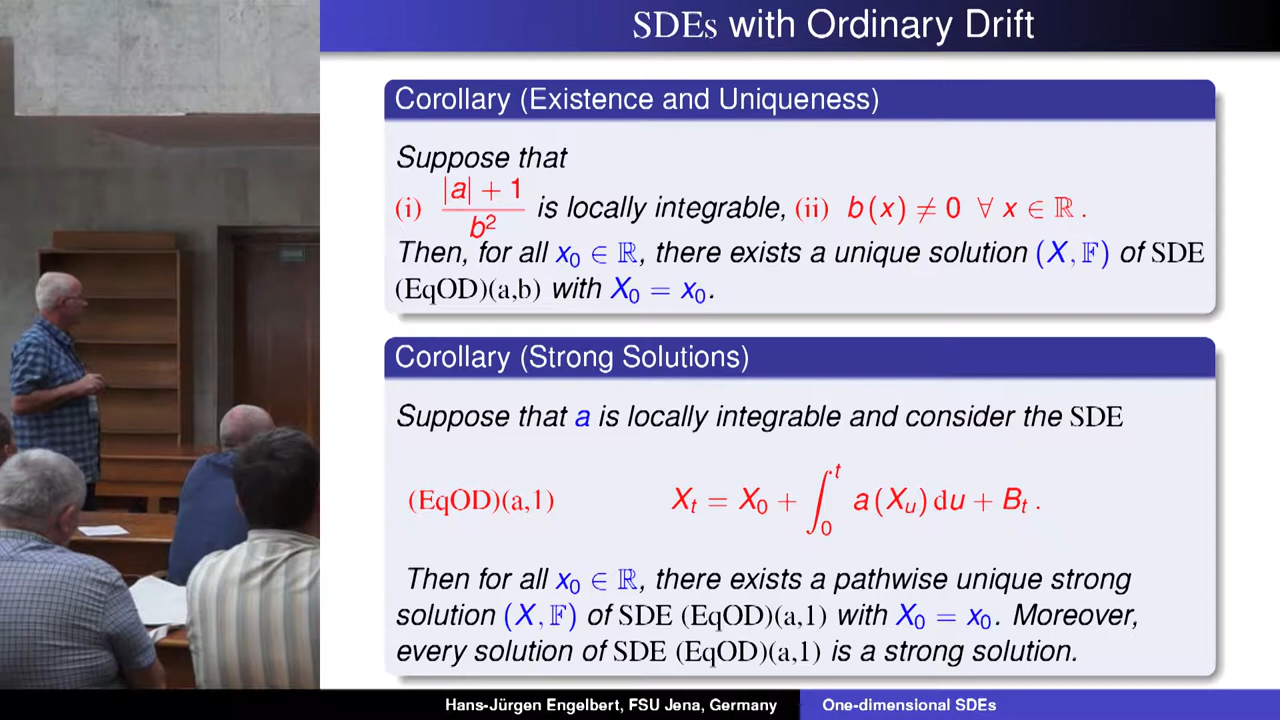 SDEs with Ordinary Drift
Corollary (Existence and Uniqueness)
Suppose that
(i) (|a| + 1)/b² is locally integrable, (ii) b(x) ≠ 0 ∀ x ∈ ℝ .
Then, for all x₀ ∈ ℝ, there exists a unique solution (X, 𝔽) of SDE
(EqOD)(a,b) with X₀ = x₀.
Corollary (Strong Solutions)
Suppose that a is locally integrable and consider the SDE
(EqOD)(a,1) Xₜ = X₀ + ∫₀ᵗ a(Xᵤ) du + Bₜ .
Then for all x₀ ∈ ℝ, there exists a pathwise unique strong
solution (X, 𝔽) of SDE (EqOD)(a,1) with X₀ = x₀. Moreover,
every solution of SDE (EqOD)(a,1) is a strong solution.
Hans-Jürgen Engelbert, FSU Jena, Germany One-dimensional SDEs